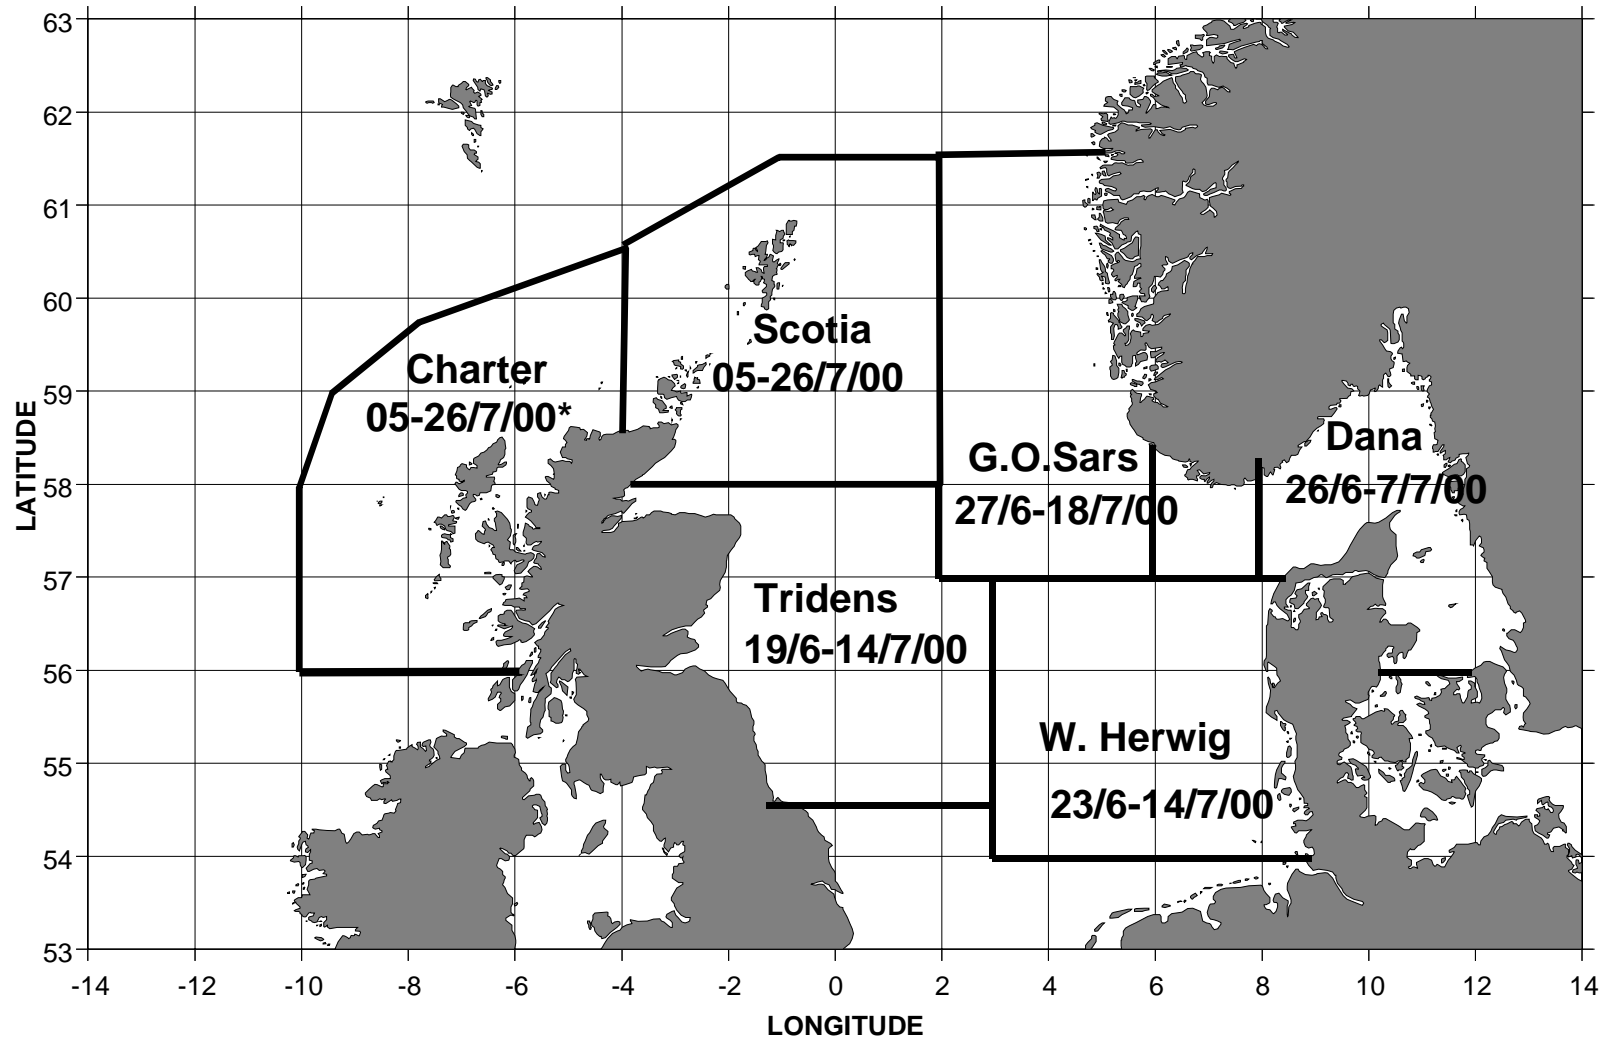 63
62
61
60
59
58
57
56
55
54
53
LATITUDE
Charter
05-26/7/00*
Scotia
05-26/7/00
G.O.Sars
27/6-18/7/00
Dana
26/6-7/7/00
Tridens
19/6-14/7/00
W. Herwig
23/6-14/7/00
-14 -12 -10 -8 -6 -4 -2 0 2 4 6 8 10 12 14
LONGITUDE